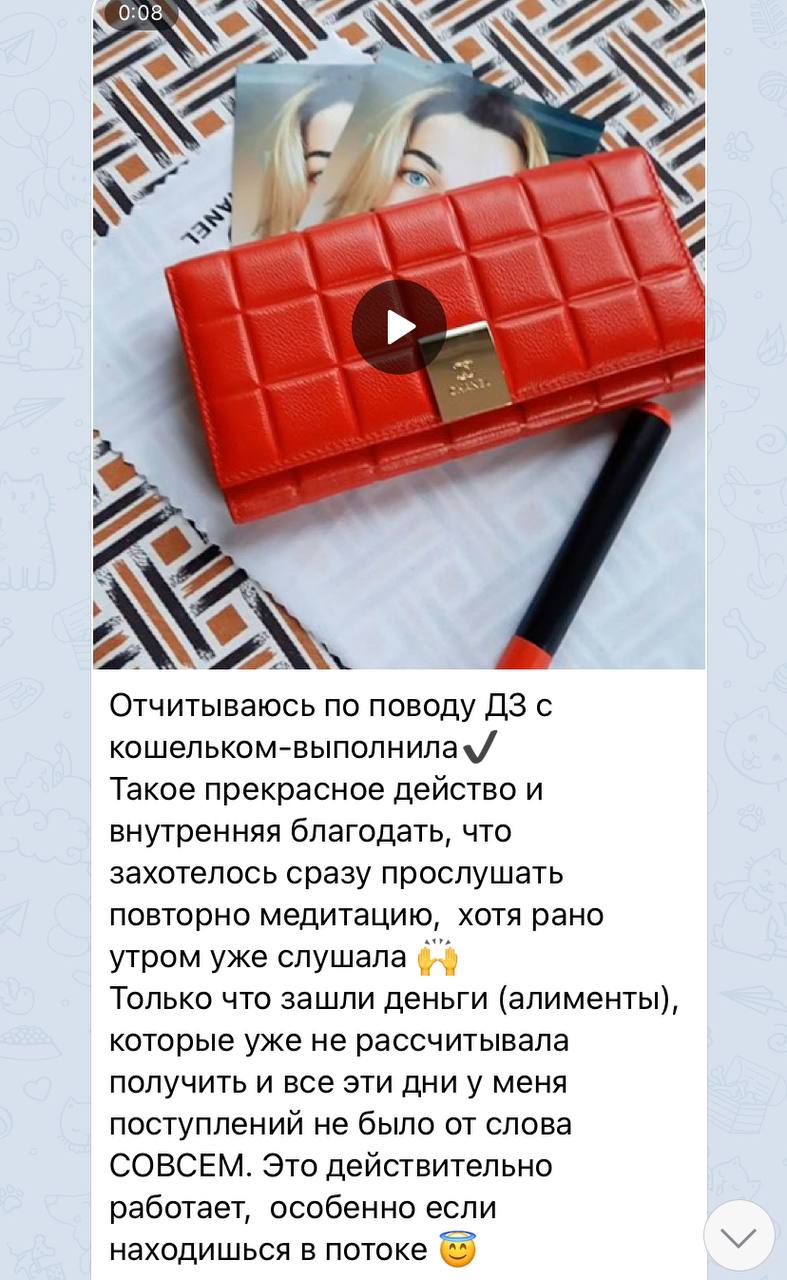 0:08
ANEL
CHANEL
Отчитываюсь по поводу ДЗ с
кошельком-выполнила✔️
Такое прекрасное действо и
внутренняя благодать, что
захотелось сразу прослушать
повторно медитацию,  хотя рано
утром уже слушала 🙌
Только что зашли деньги (алименты),
которые уже не рассчитывала
получить и все эти дни у меня
поступлений не было от слова
СОВСЕМ. Это действительно
работает,  особенно если
находишься в потоке 😇